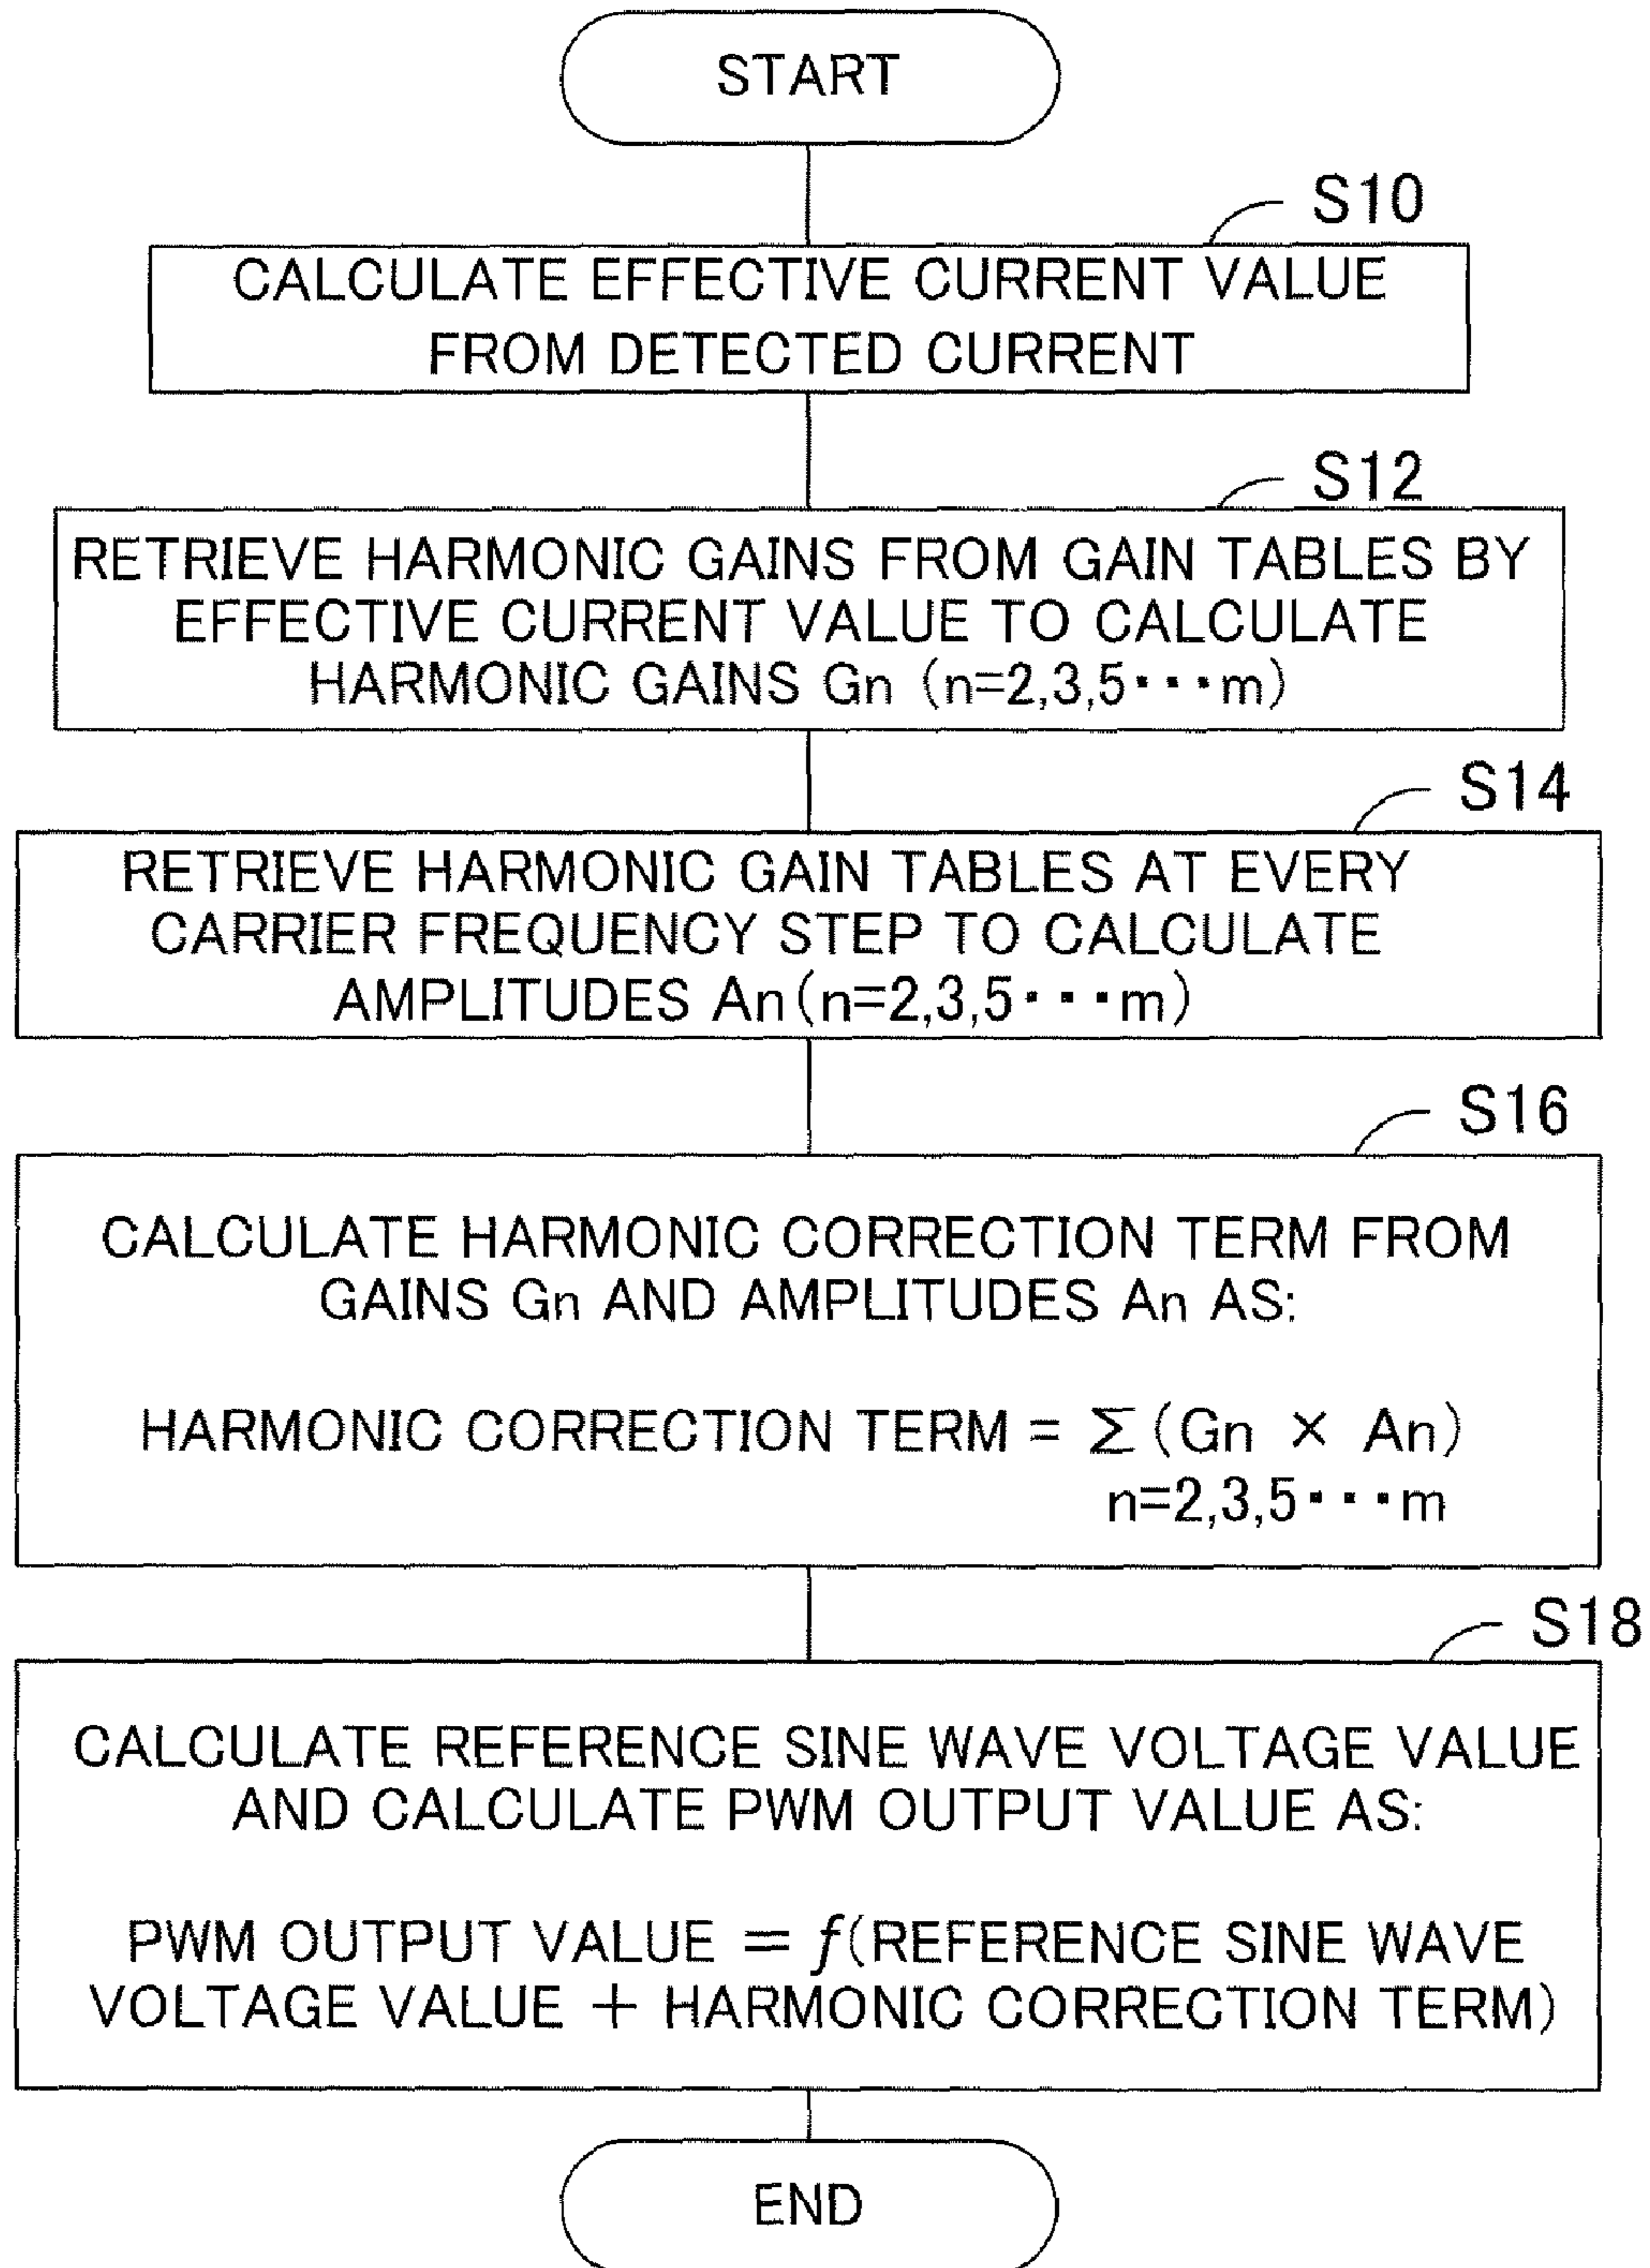 START
S10
CALCULATE EFFECTIVE CURRENT VALUE
FROM DETECTED CURRENT
S12
RETRIEVE HARMONIC GAINS FROM GAIN TABLES BY
EFFECTIVE CURRENT VALUE TO CALCULATE
HARMONIC GAINS Gn (n=2,3,5・・・m)
S14
RETRIEVE HARMONIC GAIN TABLES AT EVERY
CARRIER FREQUENCY STEP TO CALCULATE
AMPLITUDES An(n=2,3,5・・・m)
S16
CALCULATE HARMONIC CORRECTION TERM FROM
GAINS Gn AND AMPLITUDES An AS:
HARMONIC CORRECTION TERM = Σ(Gn × An)
n=2,3,5・・・m
S18
CALCULATE REFERENCE SINE WAVE VOLTAGE VALUE
AND CALCULATE PWM OUTPUT VALUE AS:
PWM OUTPUT VALUE = f(REFERENCE SINE WAVE
VOLTAGE VALUE + HARMONIC CORRECTION TERM)
END